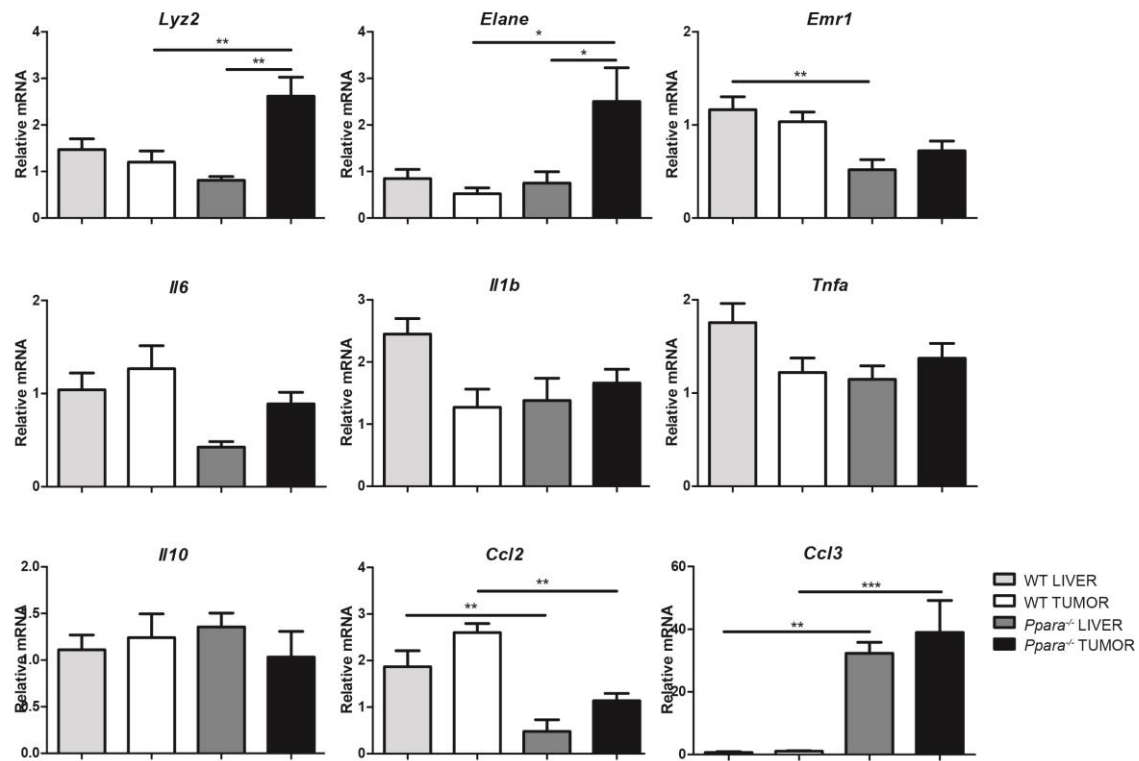 Lyz2
Relative mRNA
4
3
2
1
0
**
**
Elane
Relative mRNA
4
3
2
1
0
*
*
Emr1
Relative mRNA
2
1
0
**
Il6
Relative mRNA
2
1
0
Il1b
Relative mRNA
3
2
1
0
Tnfa
Relative mRNA
2
1
0
Il10
Relative mRNA
2.0
1.5
1.0
0.5
0.0
Ccl2
Relative mRNA
4
3
2
1
0
**
**
Ccl3
Relative mRNA
60
40
20
0
***
**
WT LIVER
WT TUMOR
Ppara-/- LIVER
Ppara-/- TUMOR